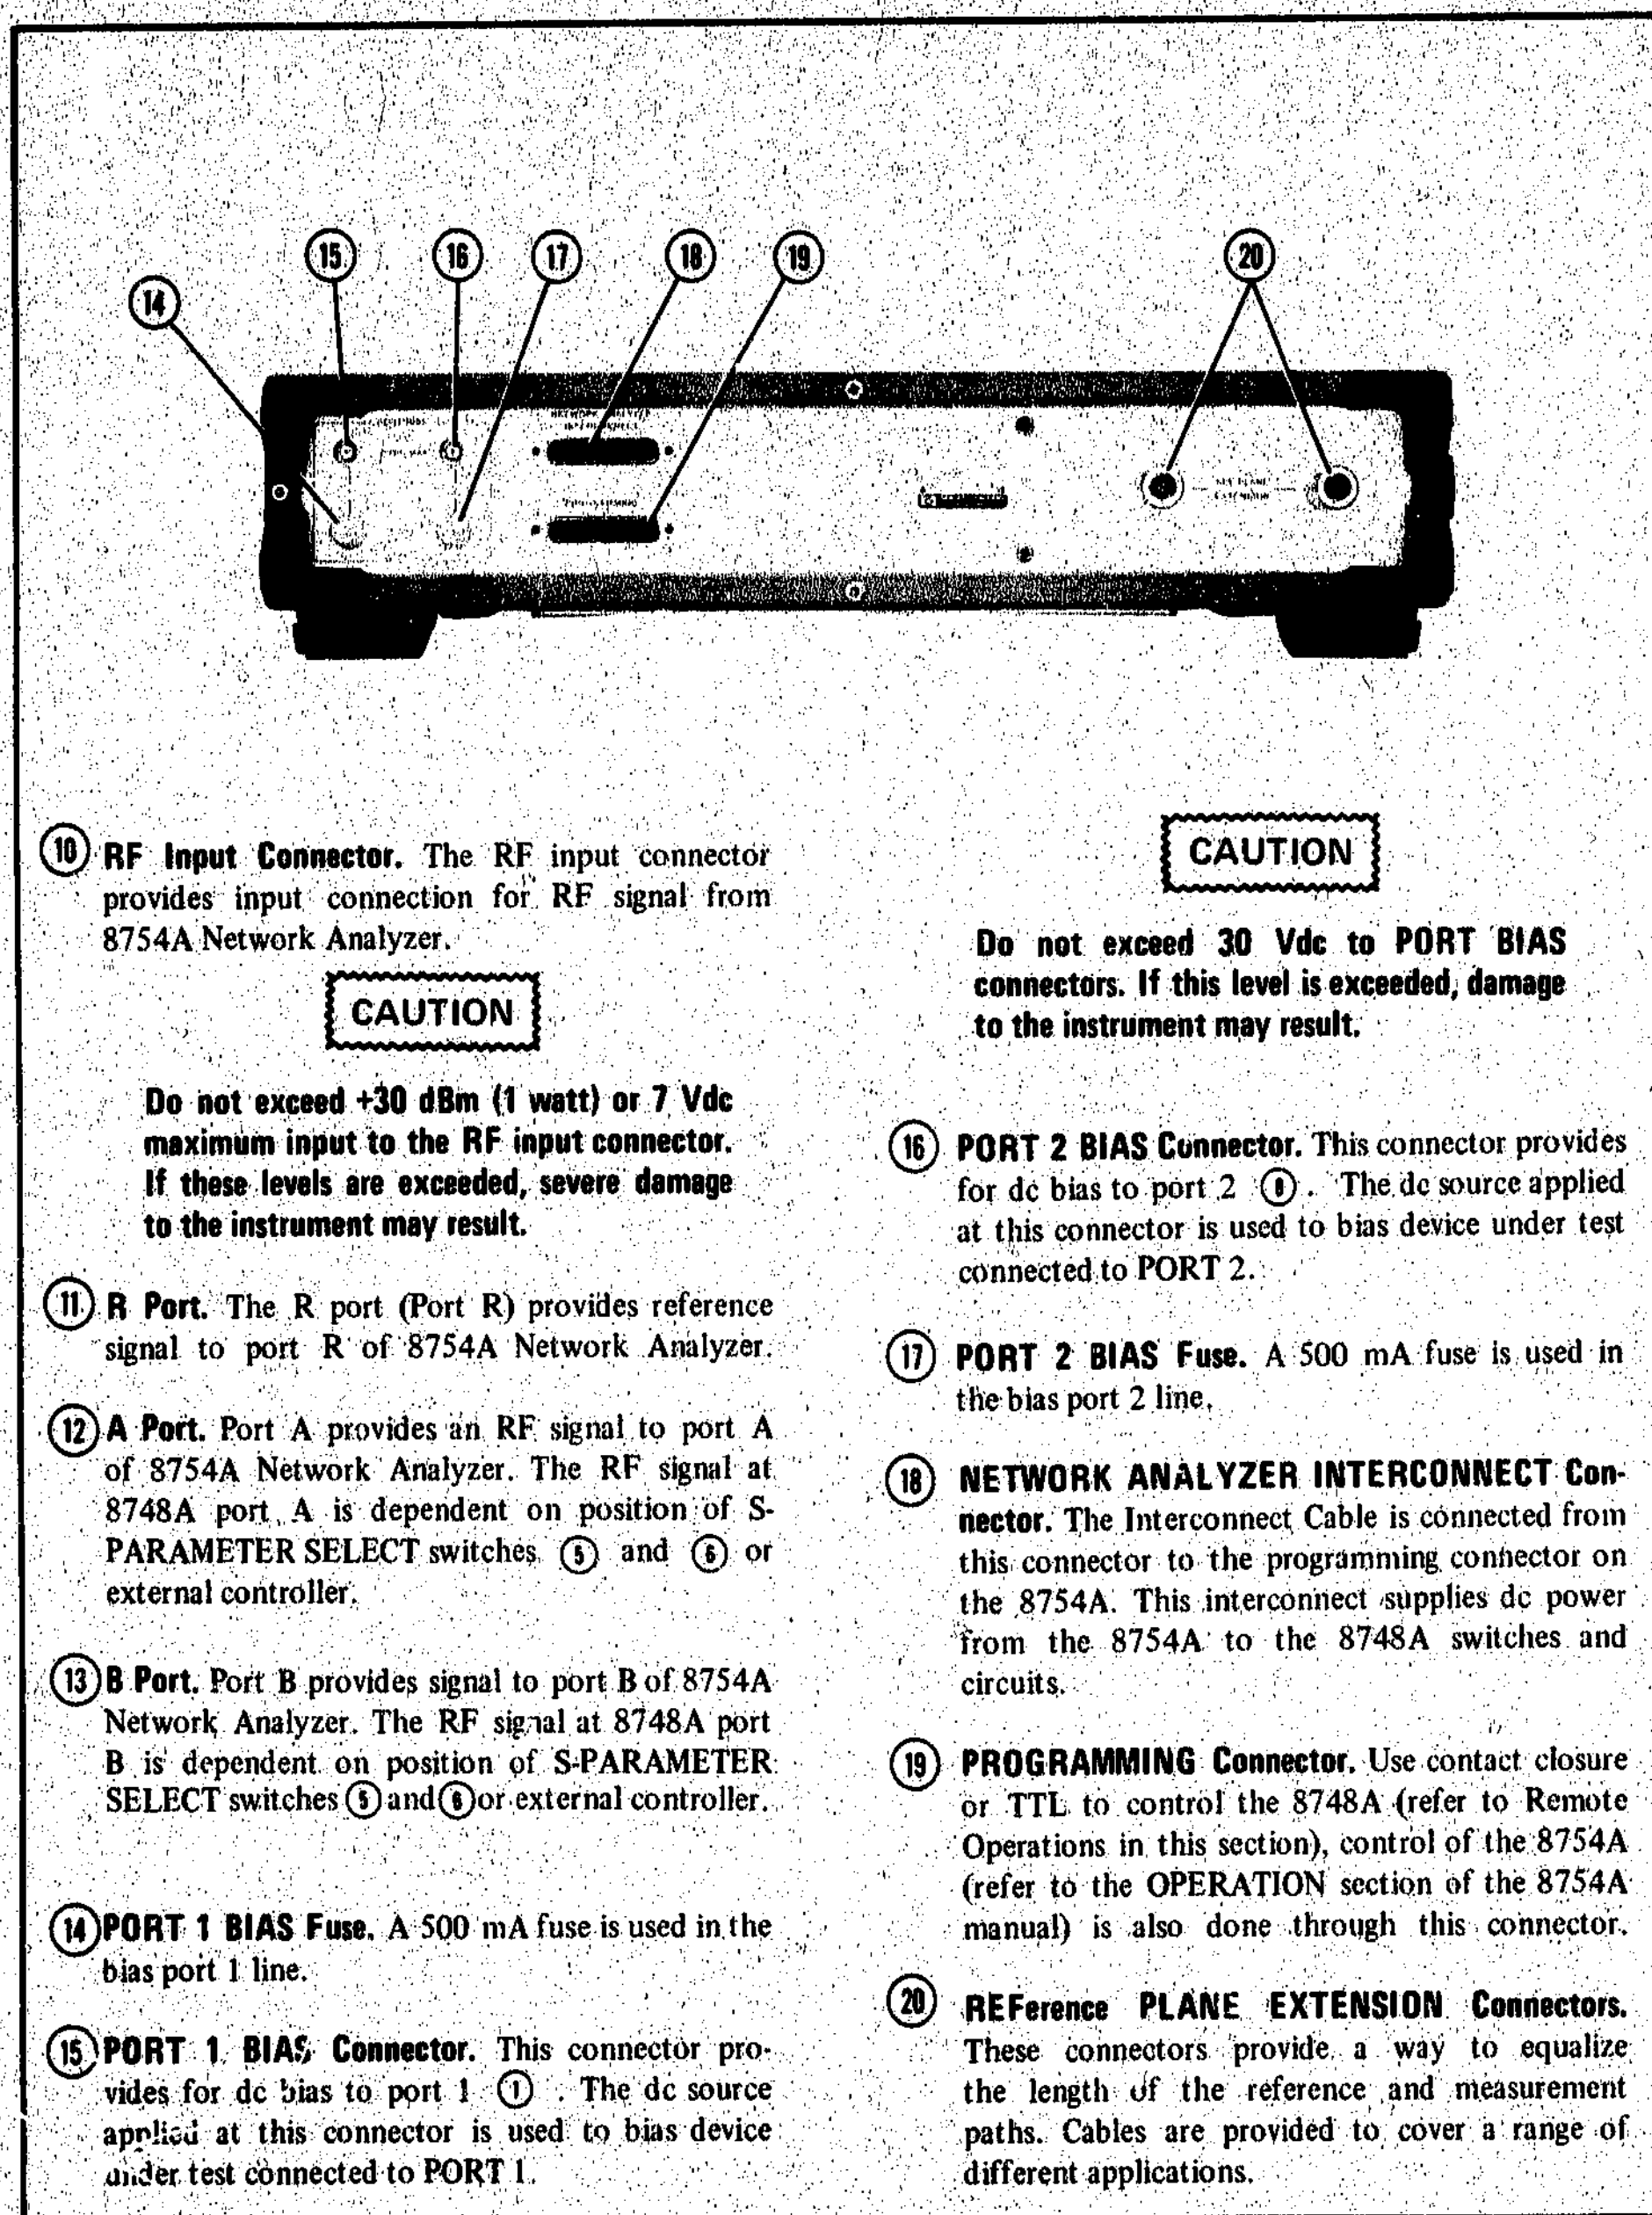 14
15
16
17
18
19
20
NETWORK ANALYZER
INTERCONNECT
PROGRAMMING
REF PLANE
EXTENSION
10 RF Input Connector. The RF input connector
provides input connection for RF signal from
8754A Network Analyzer.
CAUTION
Do not exceed +30 dBm (1 watt) or 7 Vdc
maximum input to the RF input connector.
If these levels are exceeded, severe damage
to the instrument may result.
11 R Port. The R port (Port R) provides reference
signal to port R of 8754A Network Analyzer.
12 A Port. Port A provides an RF signal to port A
of 8754A Network Analyzer. The RF signal at
8748A port A is dependent on position of S-
PARAMETER SELECT switches 5 and 6 or
external controller.
13 B Port. Port B provides signal to port B of 8754A
Network Analyzer. The RF signal at 8748A port
B is dependent on position of S-PARAMETER
SELECT switches 5 and 6 or external controller.
14 PORT 1 BIAS Fuse. A 500 mA fuse is used in the
bias port 1 line.
15 PORT 1 BIAS Connector. This connector pro-
vides for dc bias to port 1 1 . The dc source
applied at this connector is used to bias device
under test connected to PORT 1.
CAUTION
Do not exceed 30 Vdc to PORT BIAS
connectors. If this level is exceeded, damage
to the instrument may result.
16 PORT 2 BIAS Connector. This connector provides
for dc bias to port 2 8 . The dc source applied
at this connector is used to bias device under test
connected to PORT 2.
17 PORT 2 BIAS Fuse. A 500 mA fuse is used in
the bias port 2 line.
18 NETWORK ANALYZER INTERCONNECT Con-
nector. The Interconnect Cable is connected from
this connector to the programming connector on
the 8754A. This interconnect supplies dc power
from the 8754A to the 8748A switches and
circuits.
19 PROGRAMMING Connector. Use contact closure
or TTL to control the 8748A (refer to Remote
Operations in this section), control of the 8754A
(refer to the OPERATION section of the 8754A
manual) is also done through this connector.
20 REFerence PLANE EXTENSION Connectors.
These connectors provide a way to equalize
the length of the reference and measurement
paths. Cables are provided to cover a range of
different applications.